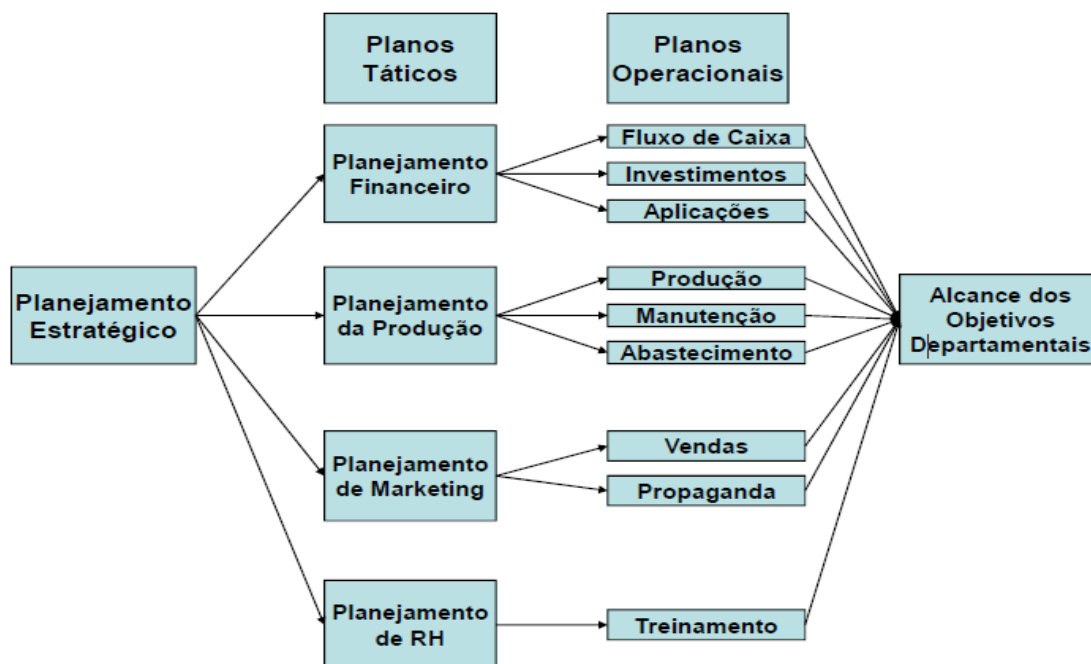 Planos
Táticos
Planos
Operacionais
Planejamento
Estratégico
Planejamento
Financeiro
Fluxo de Caixa
Investimentos
Aplicações
Planejamento
da Produção
Produção
Manutenção
Abastecimento
Planejamento
de Marketing
Vendas
Propaganda
Planejamento
de RH
Treinamento
Alcance dos
Objetivos
Departamentais